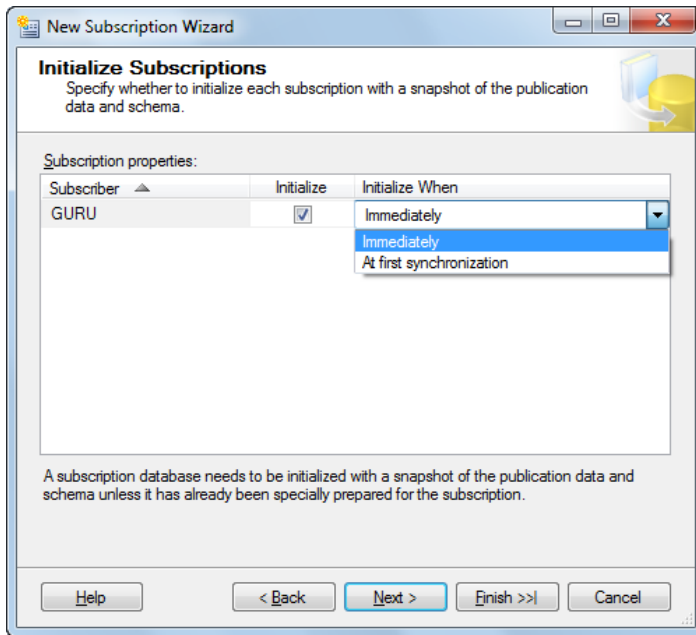 New Subscription Wizard
Initialize Subscriptions
Specify whether to initialize each subscription with a snapshot of the publication
data and schema.
Subscription properties:
Subscriber Initialize Initialize When
GURU Immediately
Immediately
At first synchronization
A subscription database needs to be initialized with a snapshot of the publication data and
schema unless it has already been specially prepared for the subscription.
Help < Back Next > Finish >>| Cancel